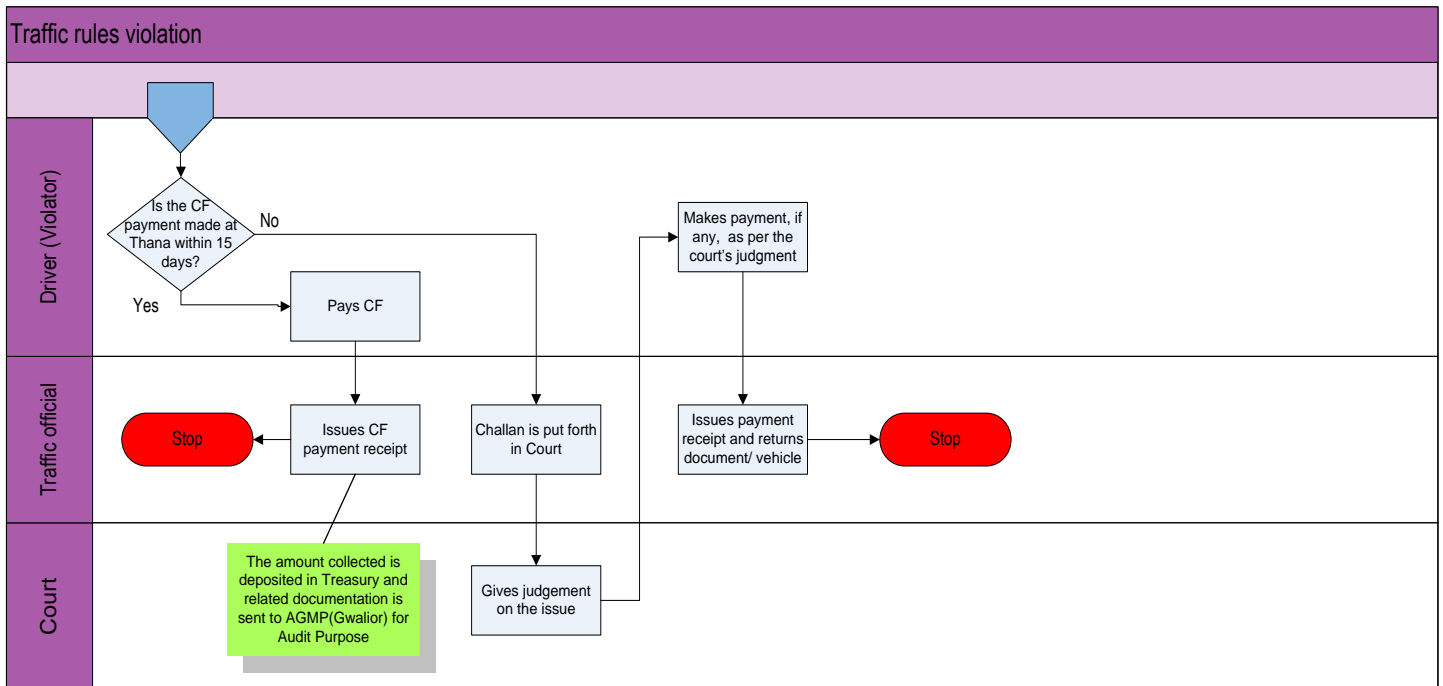 Traffic rules violation
Driver (Violator)
Is the CF
payment made at
Thana within 15
days?
No
Yes
Pays CF
Makes payment, if
any, as per the
court's judgment
Traffic official
Stop
Issues CF
payment receipt
Challan is put forth
in Court
Issues payment
receipt and returns
document/ vehicle
Stop
Court
The amount collected is
deposited in Treasury and
related documentation is
sent to AGMP(Gwalior) for
Audit Purpose
Gives judgement
on the issue